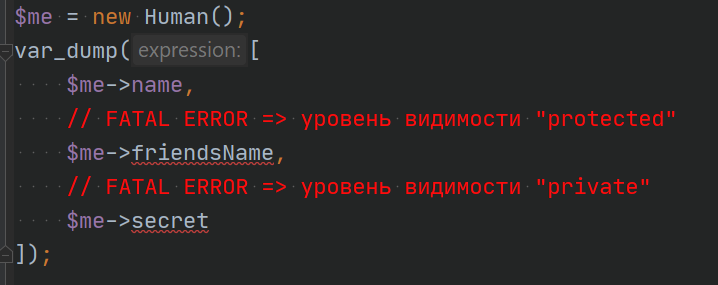 $me = new Human();
var_dump( expression: [
$me->name,
// FATAL ERROR => уровень видимости "protected"
$me->friendsName,
// FATAL ERROR => уровень видимости "private"
$me->secret
]);